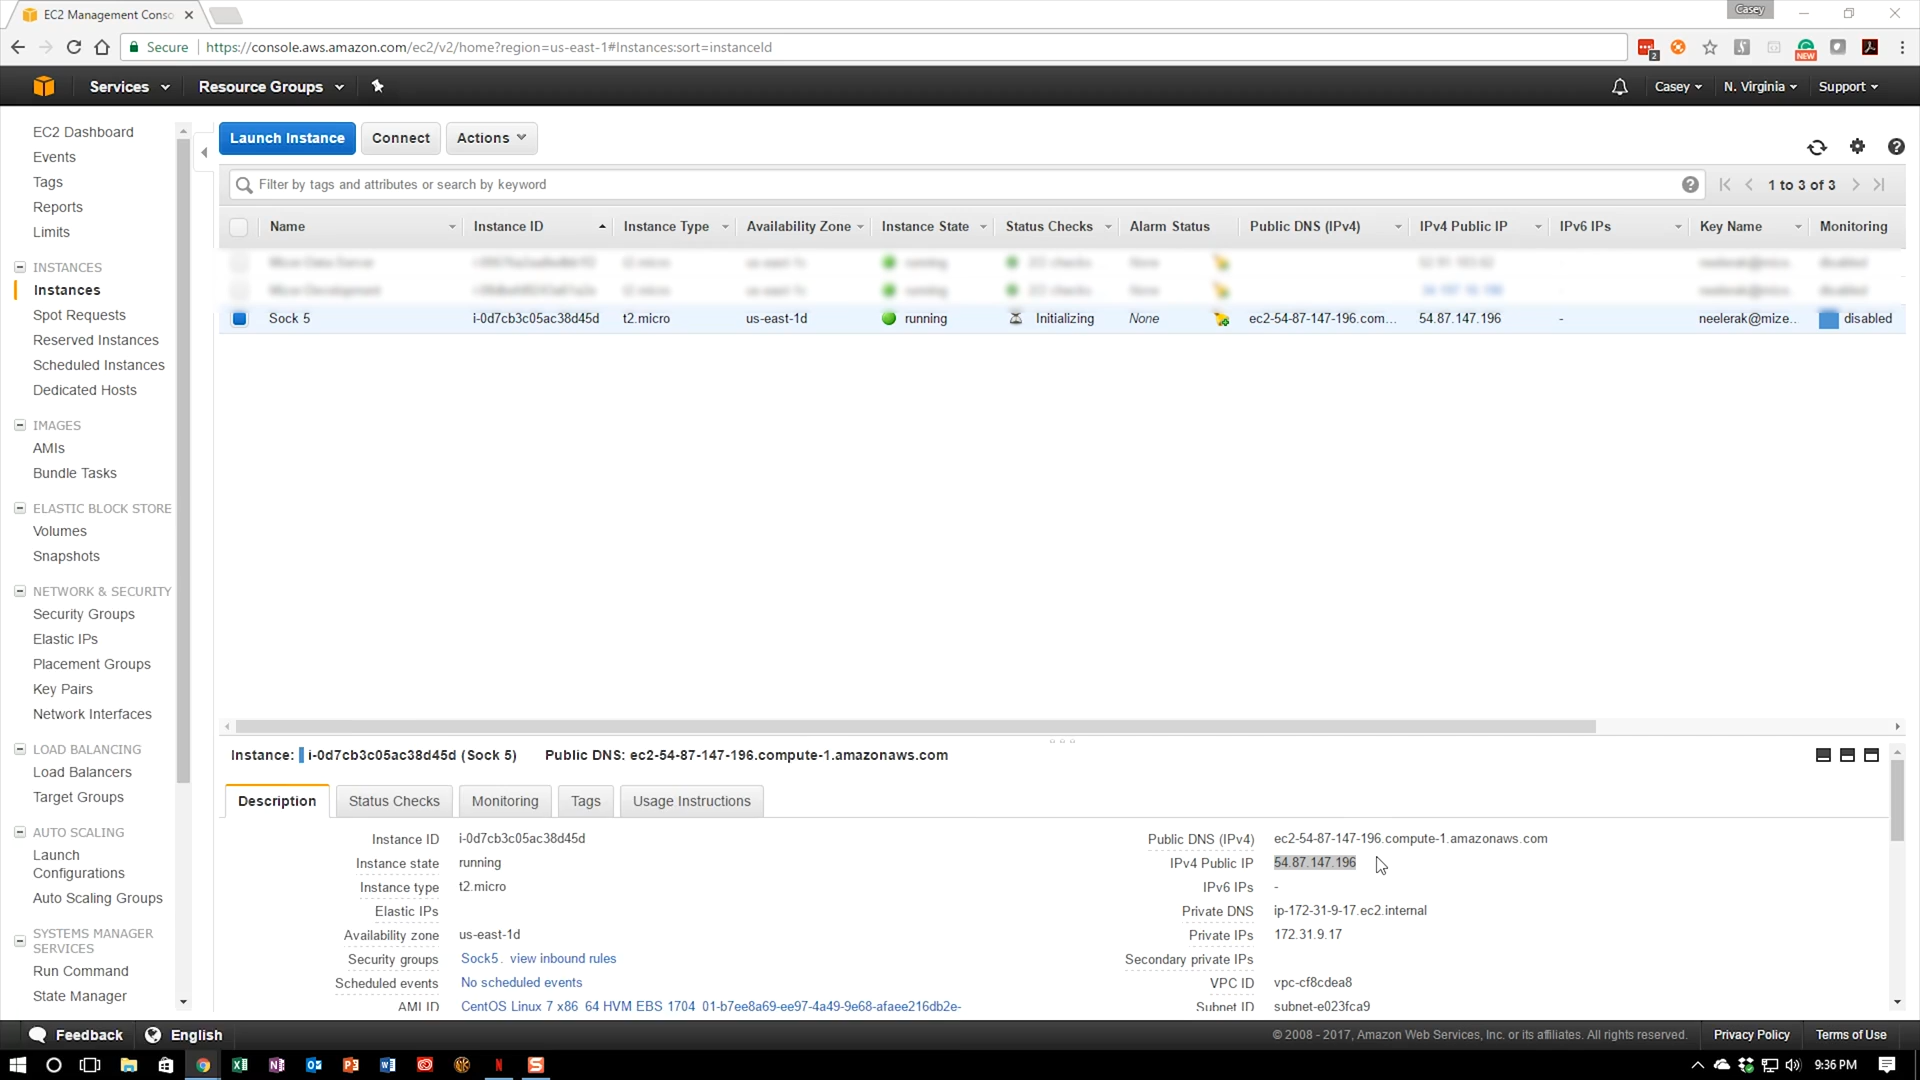 EC2 Management Conso
Casey
Secure
https://console.aws.amazon.com/ec2/v2/home?region=us-east-1#Instances:sort=instanceId
2
NEW
Services
Resource Groups
Casey
N. Virginia
Support
EC2 Dashboard
Events
Tags
Reports
Limits
INSTANCES
Instances
Spot Requests
Reserved Instances
Scheduled Instances
Dedicated Hosts
IMAGES
AMIs
Bundle Tasks
ELASTIC BLOCK STORE
Volumes
Snapshots
NETWORK & SECURITY
Security Groups
Elastic IPs
Placement Groups
Key Pairs
Network Interfaces
LOAD BALANCING
Load Balancers
Target Groups
AUTO SCALING
Launch
Configurations
Auto Scaling Groups
SYSTEMS MANAGER
SERVICES
Run Command
State Manager
Launch Instance Connect Actions
Filter by tags and attributes or search by keyword
1 to 3 of 3
Name Instance ID Instance Type Availability Zone Instance State Status Checks Alarm Status Public DNS (IPv4) IPv4 Public IP IPv6 IPs Key Name Monitoring
Sock 5 i-0d7cb3c05ac38d45d t2.micro us-east-1d running Initializing None ec2-54-87-147-196.com... 54.87.147.196 - neelerak@mize.. disabled
Instance: i-0d7cb3c05ac38d45d (Sock 5) Public DNS: ec2-54-87-147-196.compute-1.amazonaws.com
Description Status Checks Monitoring Tags Usage Instructions
Instance ID i-0d7cb3c05ac38d45d
Instance state running
Instance type t2.micro
Elastic IPs
Availability zone us-east-1d
Security groups Sock5. view inbound rules
Scheduled events No scheduled events
AMI ID CentOS Linux 7 x86_64 HVM EBS 1704_01-b7ee8a69-ee97-4a49-9e68-afaee216db2e-
Public DNS (IPv4) ec2-54-87-147-196.compute-1.amazonaws.com
IPv4 Public IP 54.87.147.196
IPv6 IPs -
Private DNS ip-172-31-9-17.ec2.internal
Private IPs 172.31.9.17
Secondary private IPs
VPC ID vpc-cf8cdea8
Subnet ID subnet-e023fca9
Feedback
English
© 2008 - 2017, Amazon Web Services, Inc. or its affiliates. All rights reserved.
Privacy Policy
Terms of Use
9:36 PM